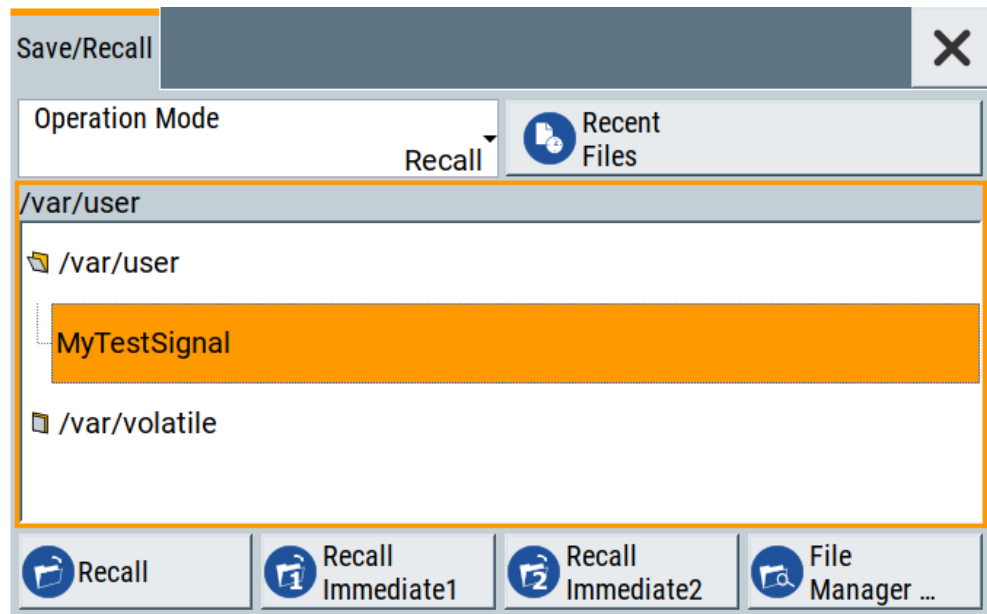 Save/Recall
Operation Mode
Recall
Recent
Files
/var/user
/var/user
MyTestSignal
/var/volatile
Recall
Recall
Immediate1
Recall
Immediate2
File
Manager ...